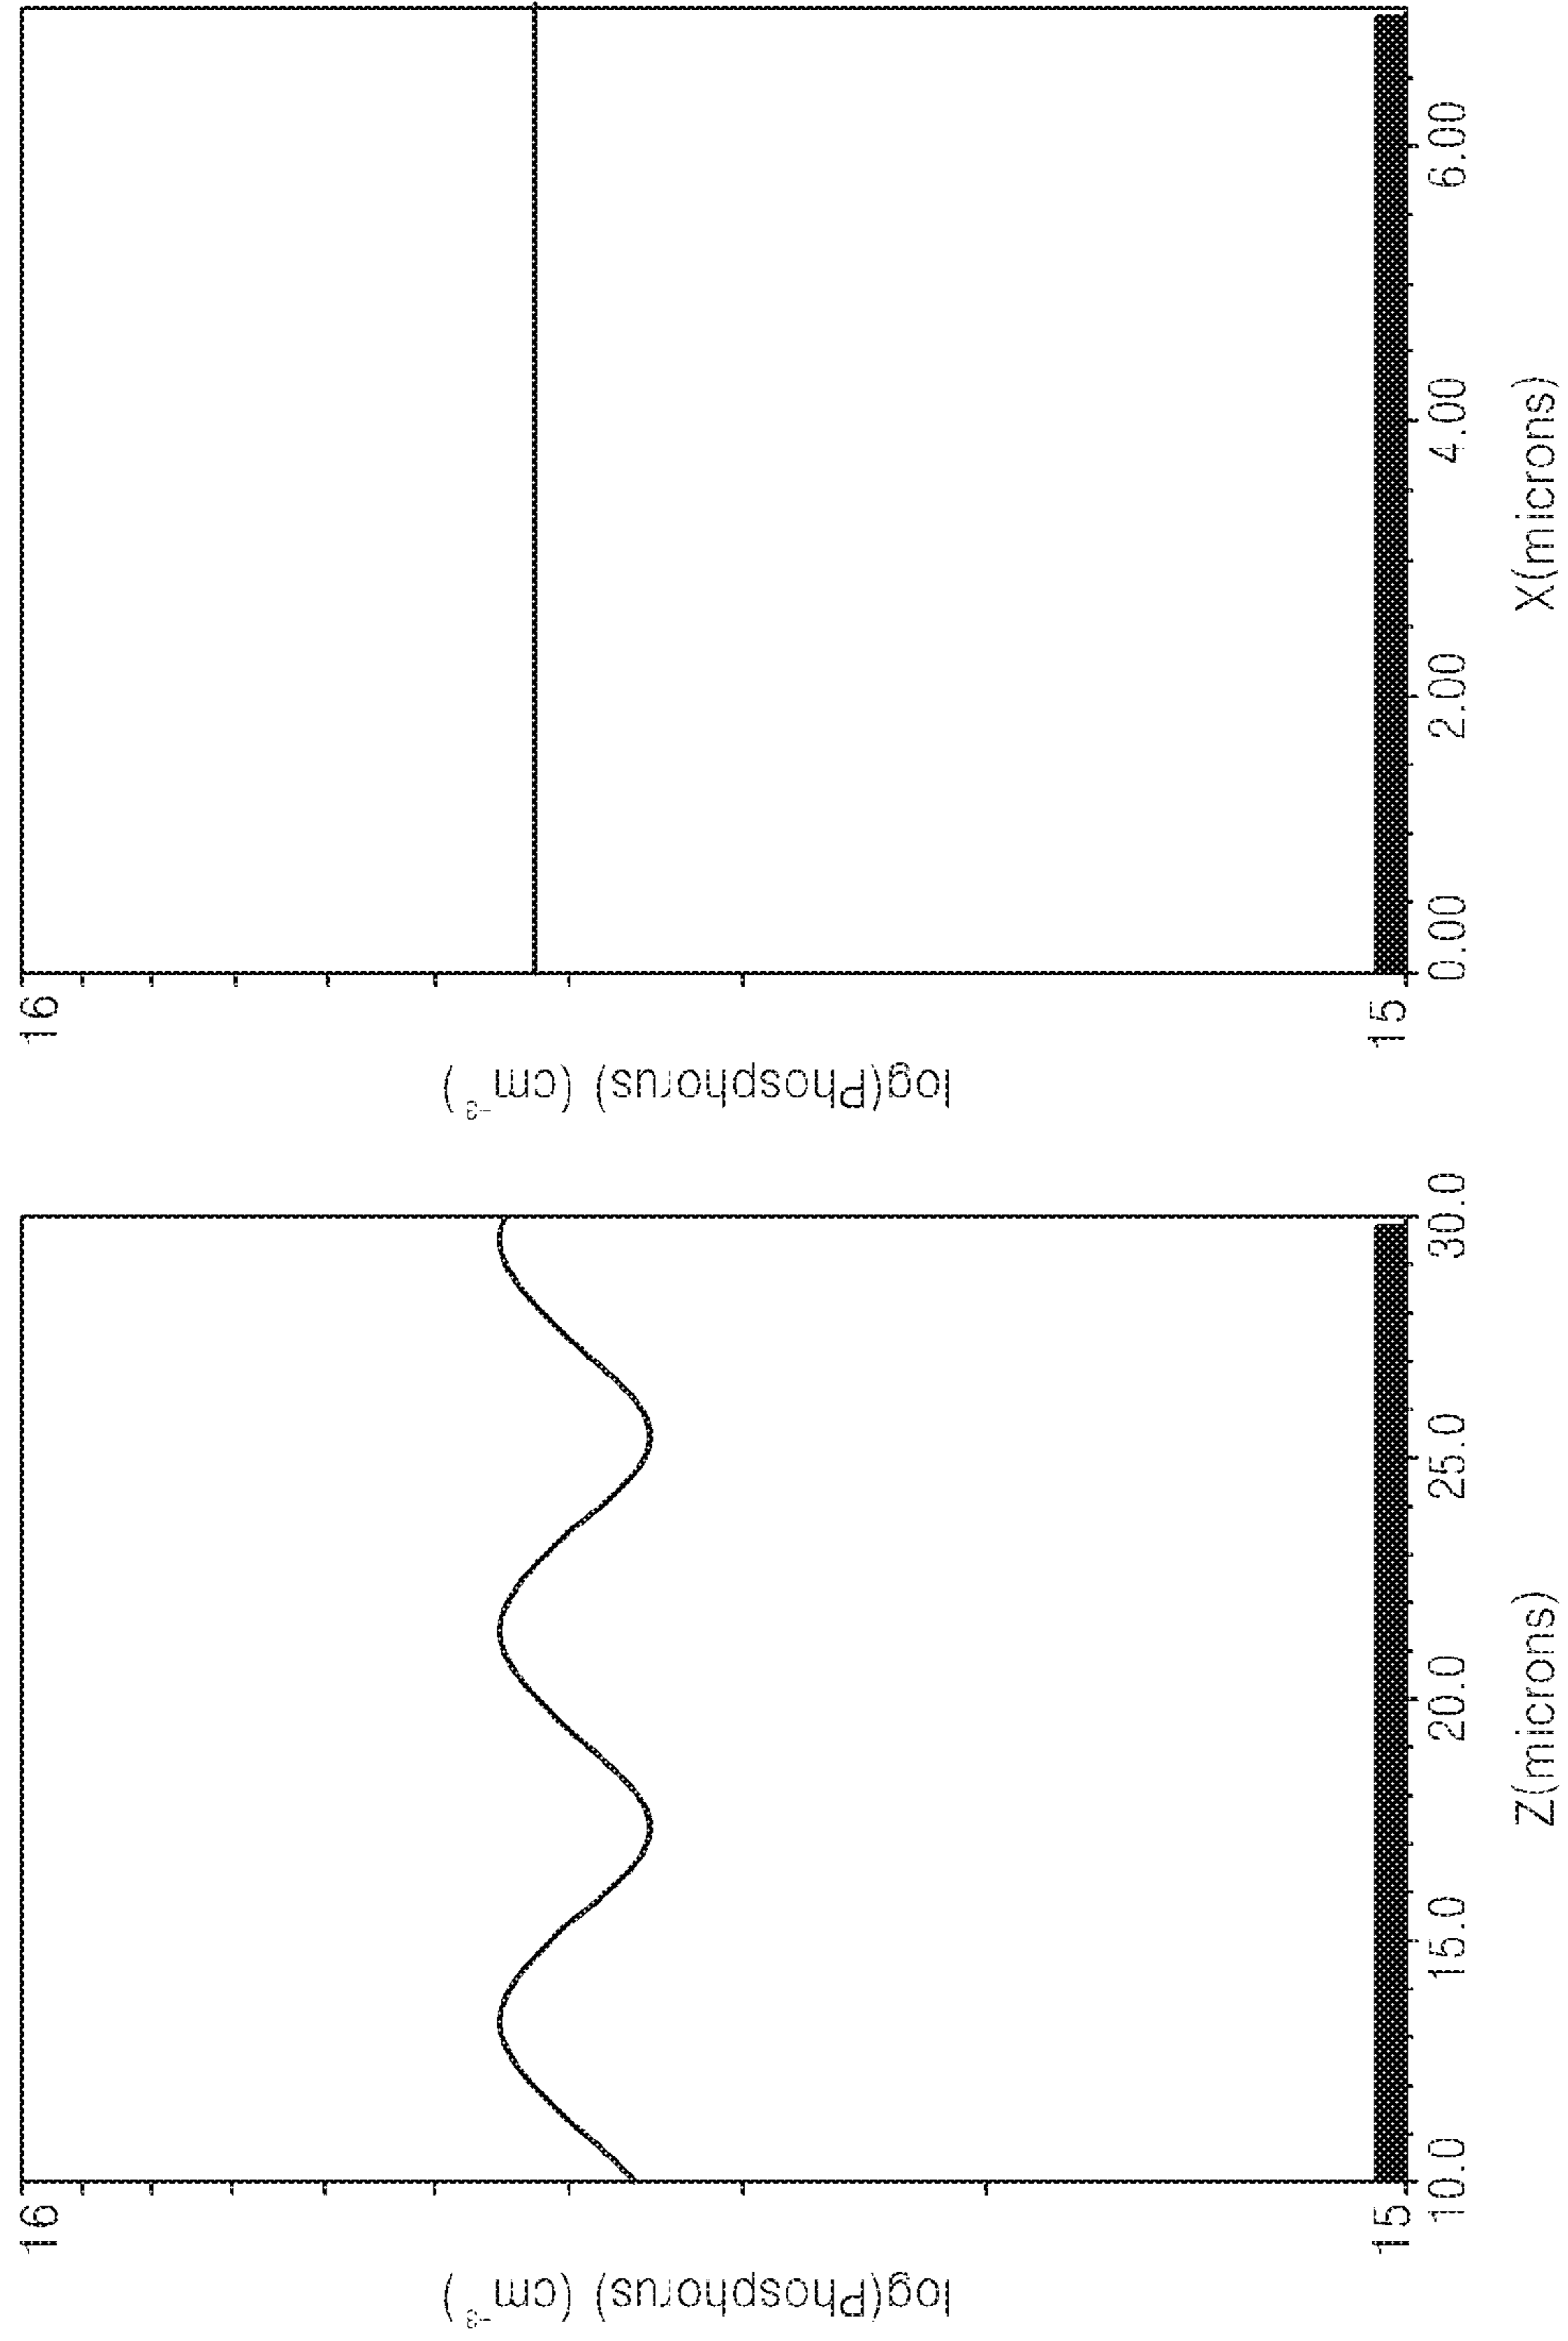 log(Phosphorus) (cm⁻³)
16
15
10.0 15.0 20.0 25.0 30.0
Z(microns)
log(Phosphorus) (cm⁻³)
16
15
0.00 2.00 4.00 6.00
X(microns)